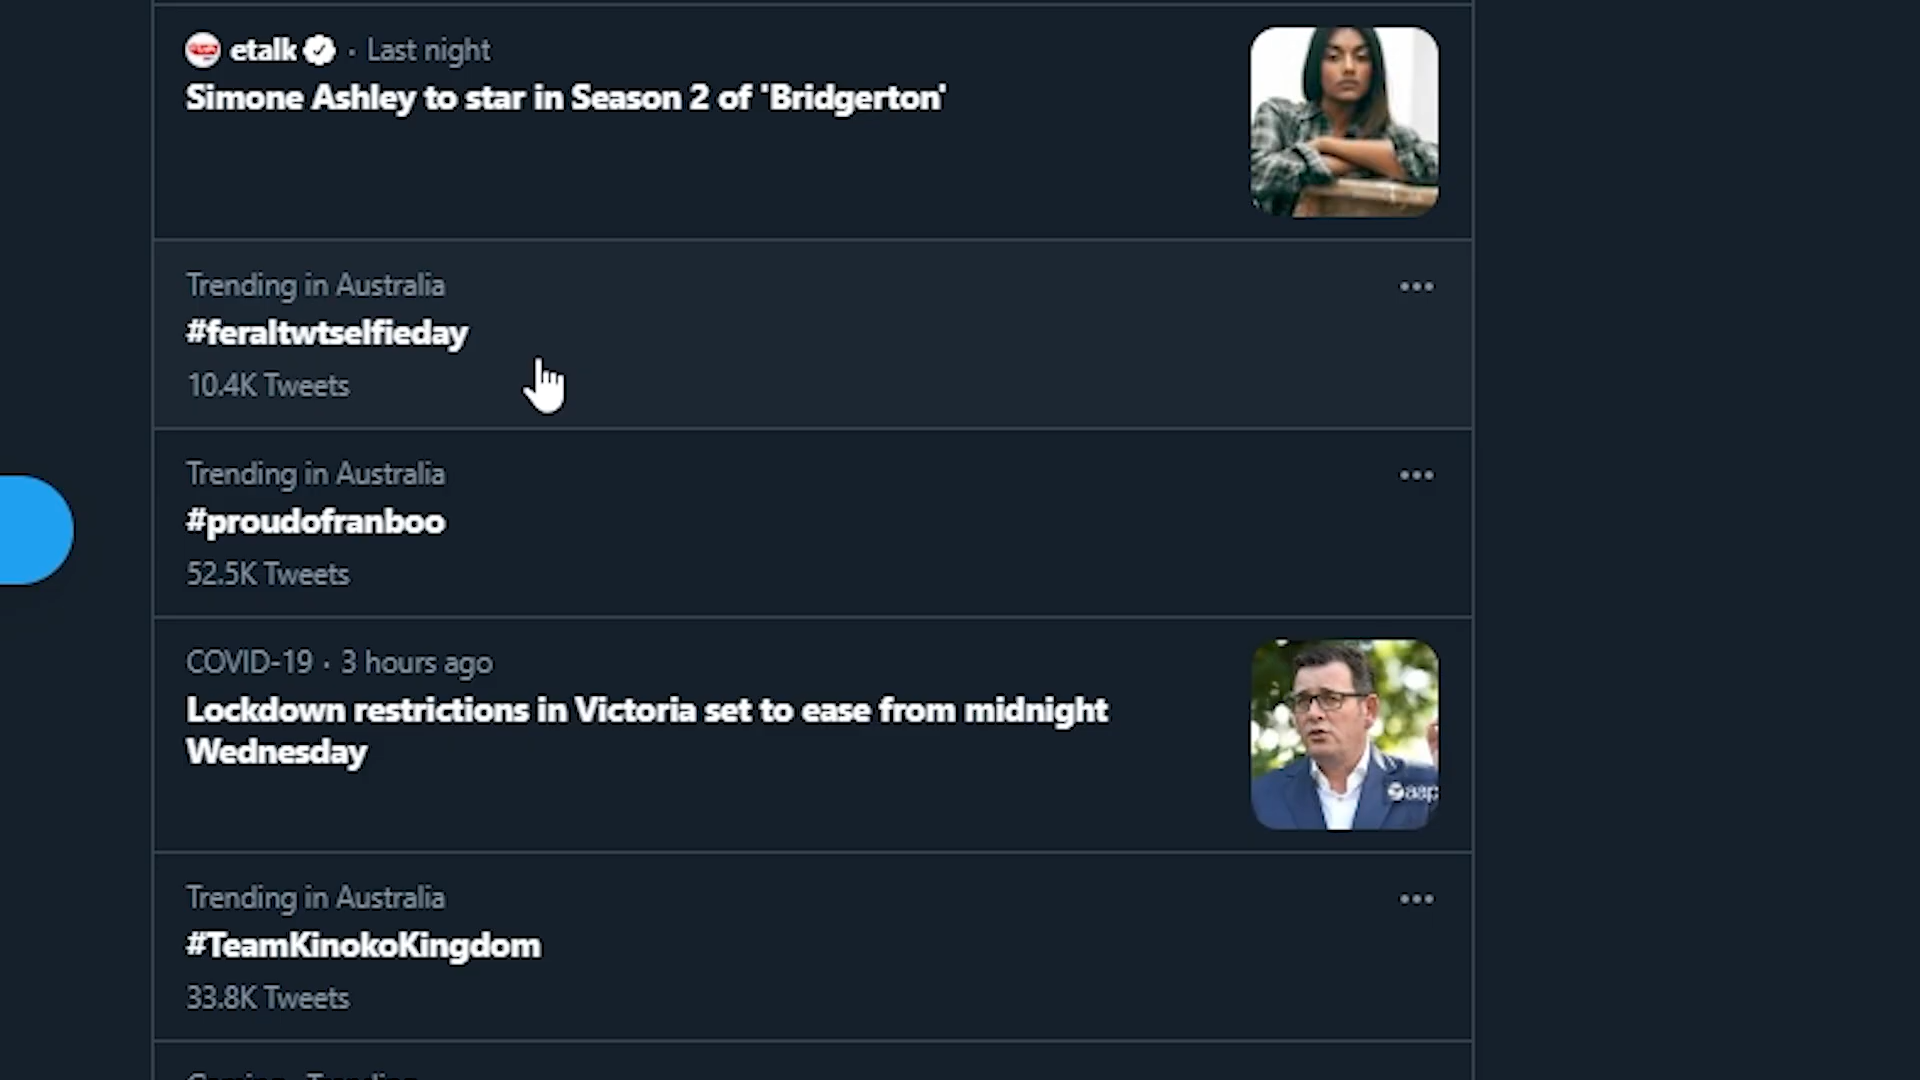 etalk · Last night
Simone Ashley to star in Season 2 of 'Bridgerton'
Trending in Australia
#feraltwtselfieday
10.4K Tweets
Trending in Australia
#proudofranboo
52.5K Tweets
COVID-19 · 3 hours ago
Lockdown restrictions in Victoria set to ease from midnight
Wednesday
aap
Trending in Australia
#TeamKinokoKingdom
33.8K Tweets